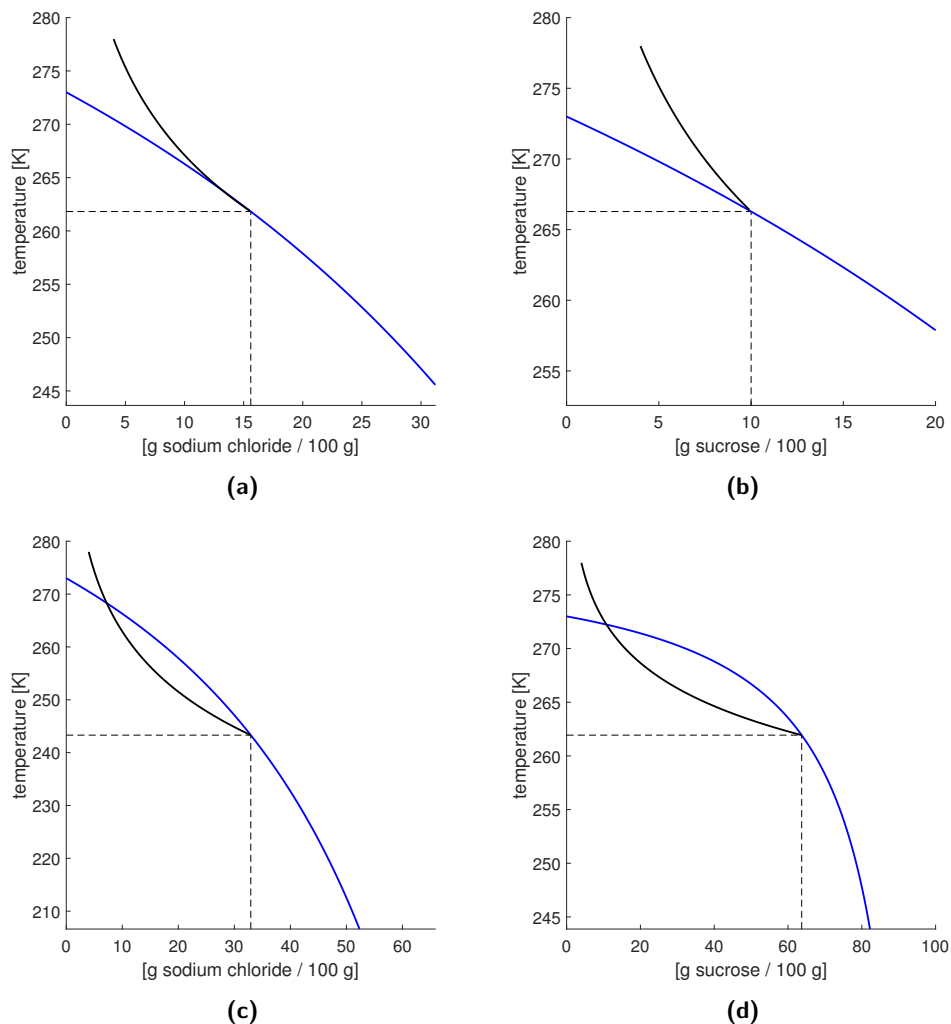 280
275
270
265
260
255
250
245
temperature [K]
0 5 10 15 20 25 30
[g sodium chloride / 100 g]
(a)
280
275
270
265
260
255
temperature [K]
0 5 10 15 20
[g sucrose / 100 g]
(b)
280
270
260
250
240
230
220
210
temperature [K]
0 10 20 30 40 50 60
[g sodium chloride / 100 g]
(c)
280
275
270
265
260
255
250
245
temperature [K]
0 20 40 60 80 100
[g sucrose / 100 g]
(d)